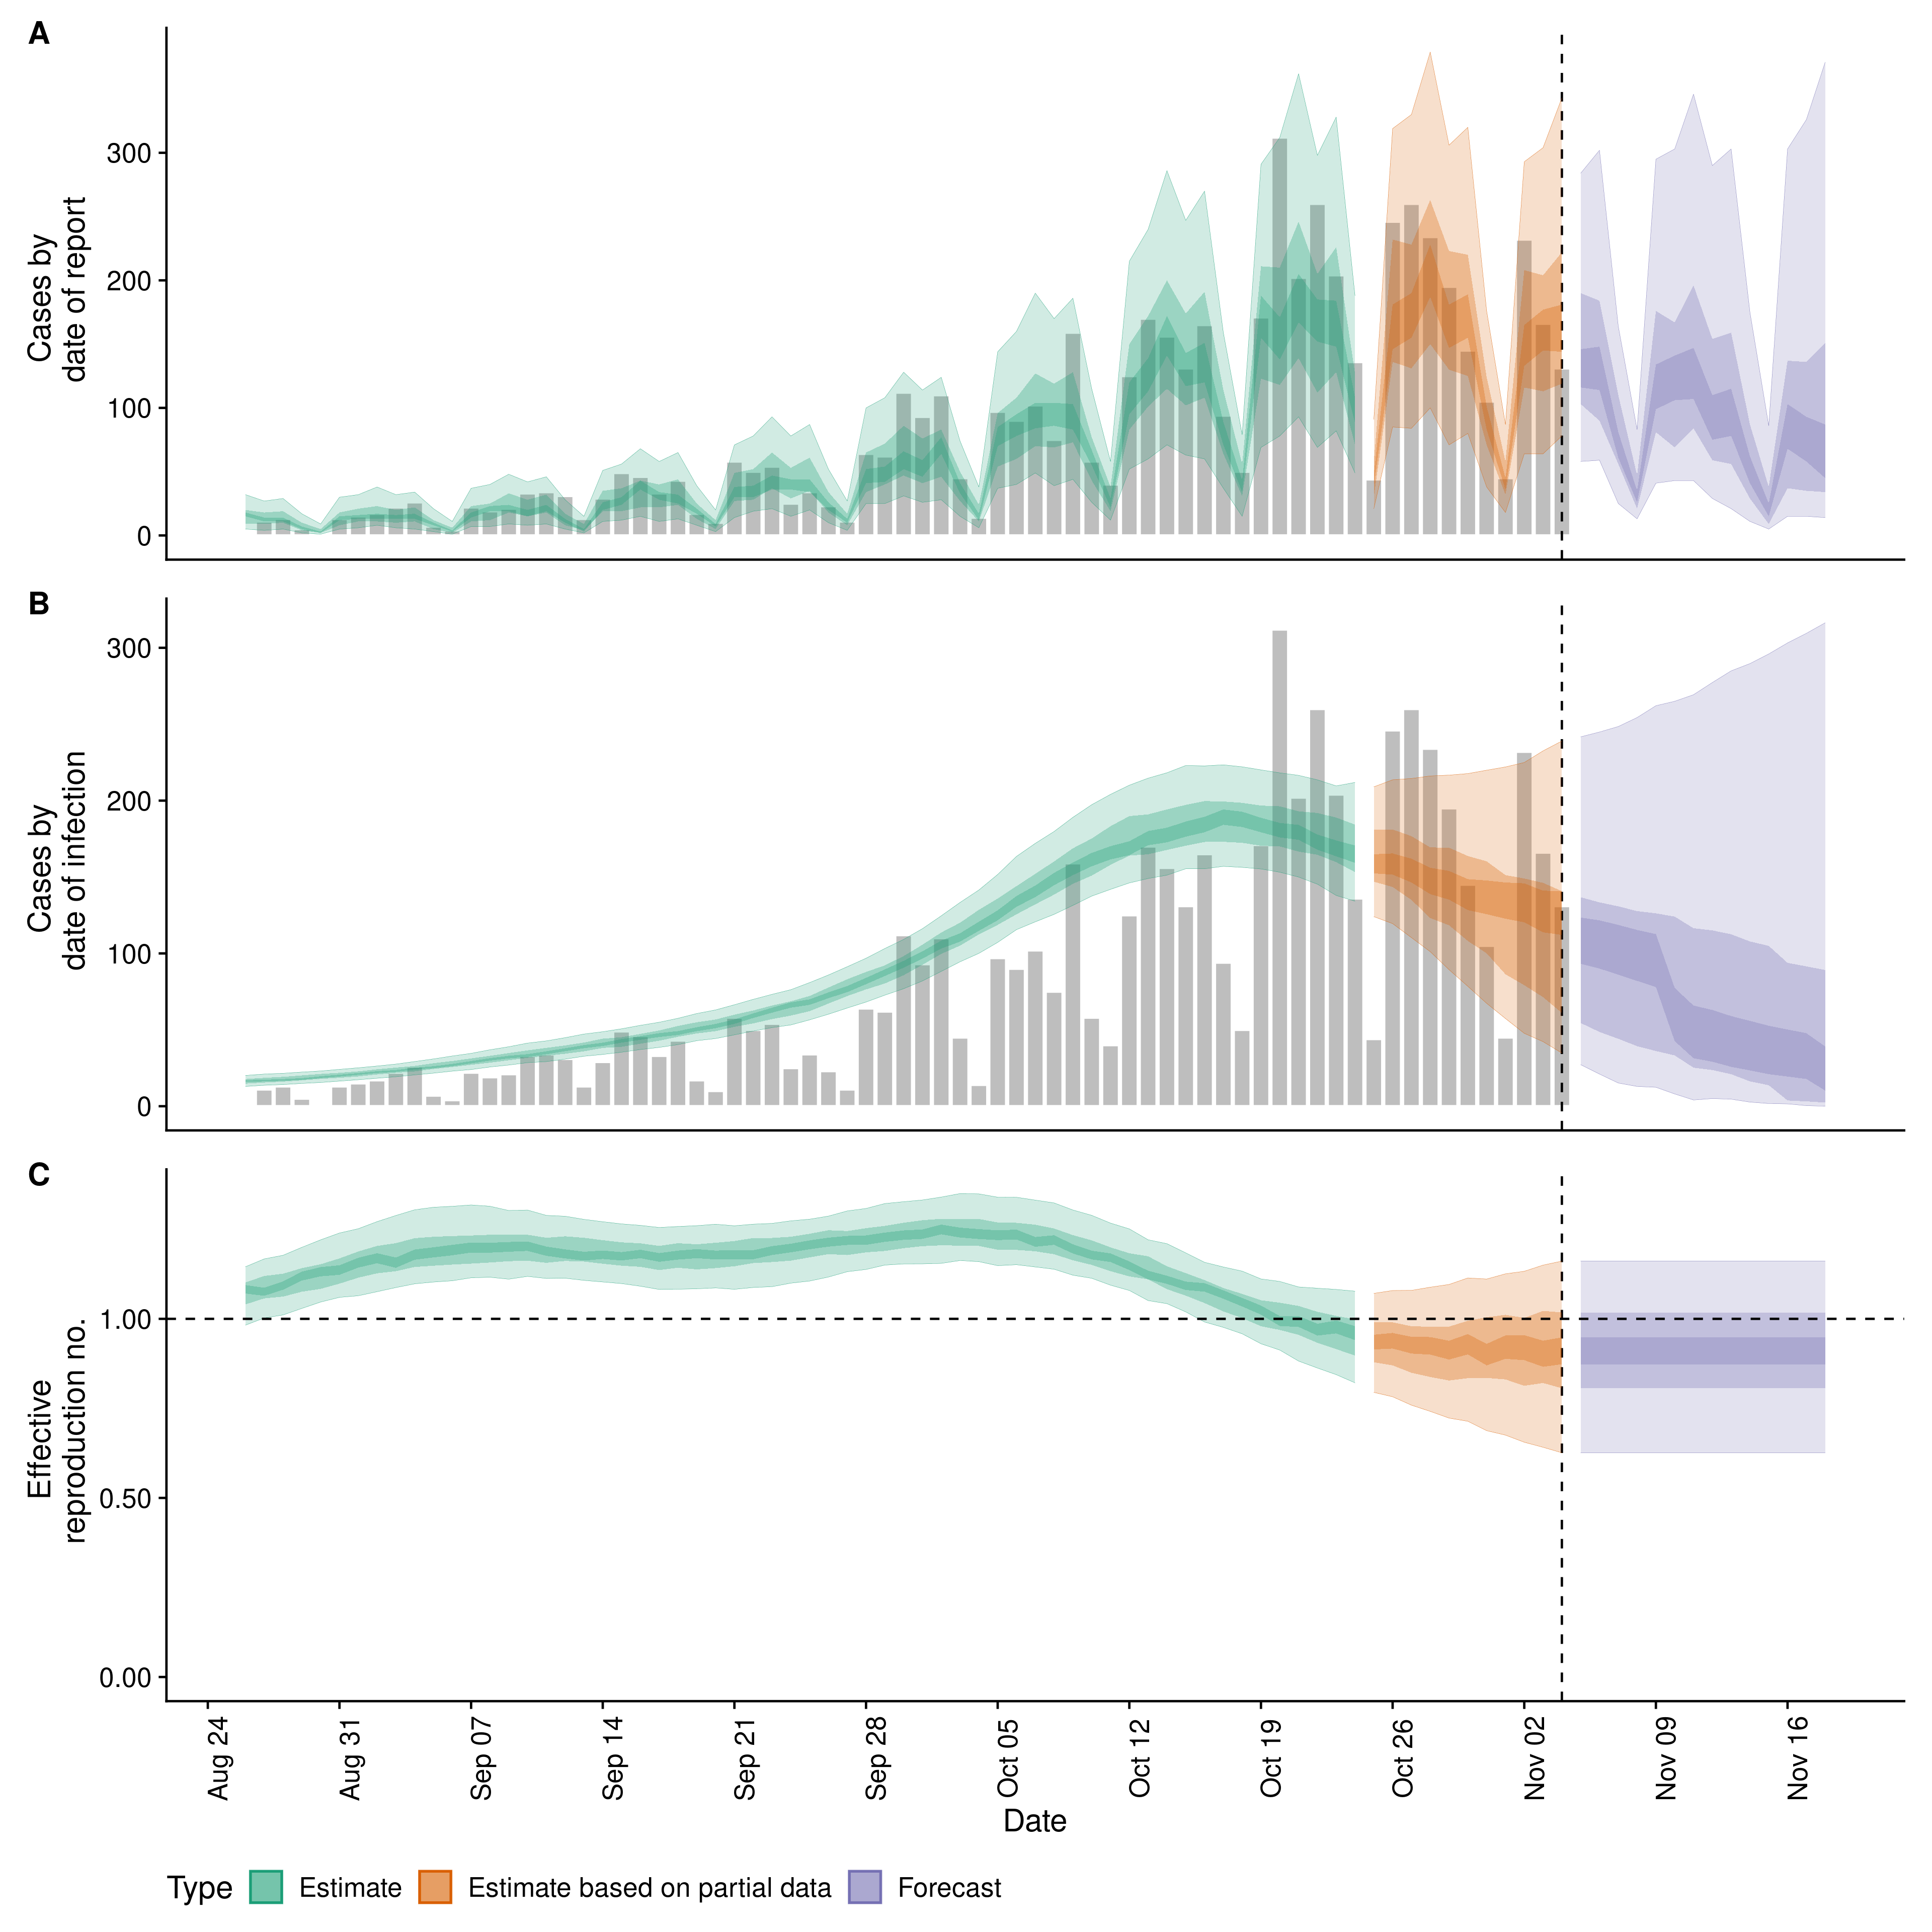 A
Cases by
date of report
300
200
100
0
B
Cases by
date of infection
300
200
100
0
C
Effective
reproduction no.
1.00
0.50
0.00
Aug 24
Aug 31
Sep 07
Sep 14
Sep 21
Sep 28
Oct 05
Oct 12
Oct 19
Oct 26
Nov 02
Nov 09
Nov 16
Date
Type
Estimate
Estimate based on partial data
Forecast